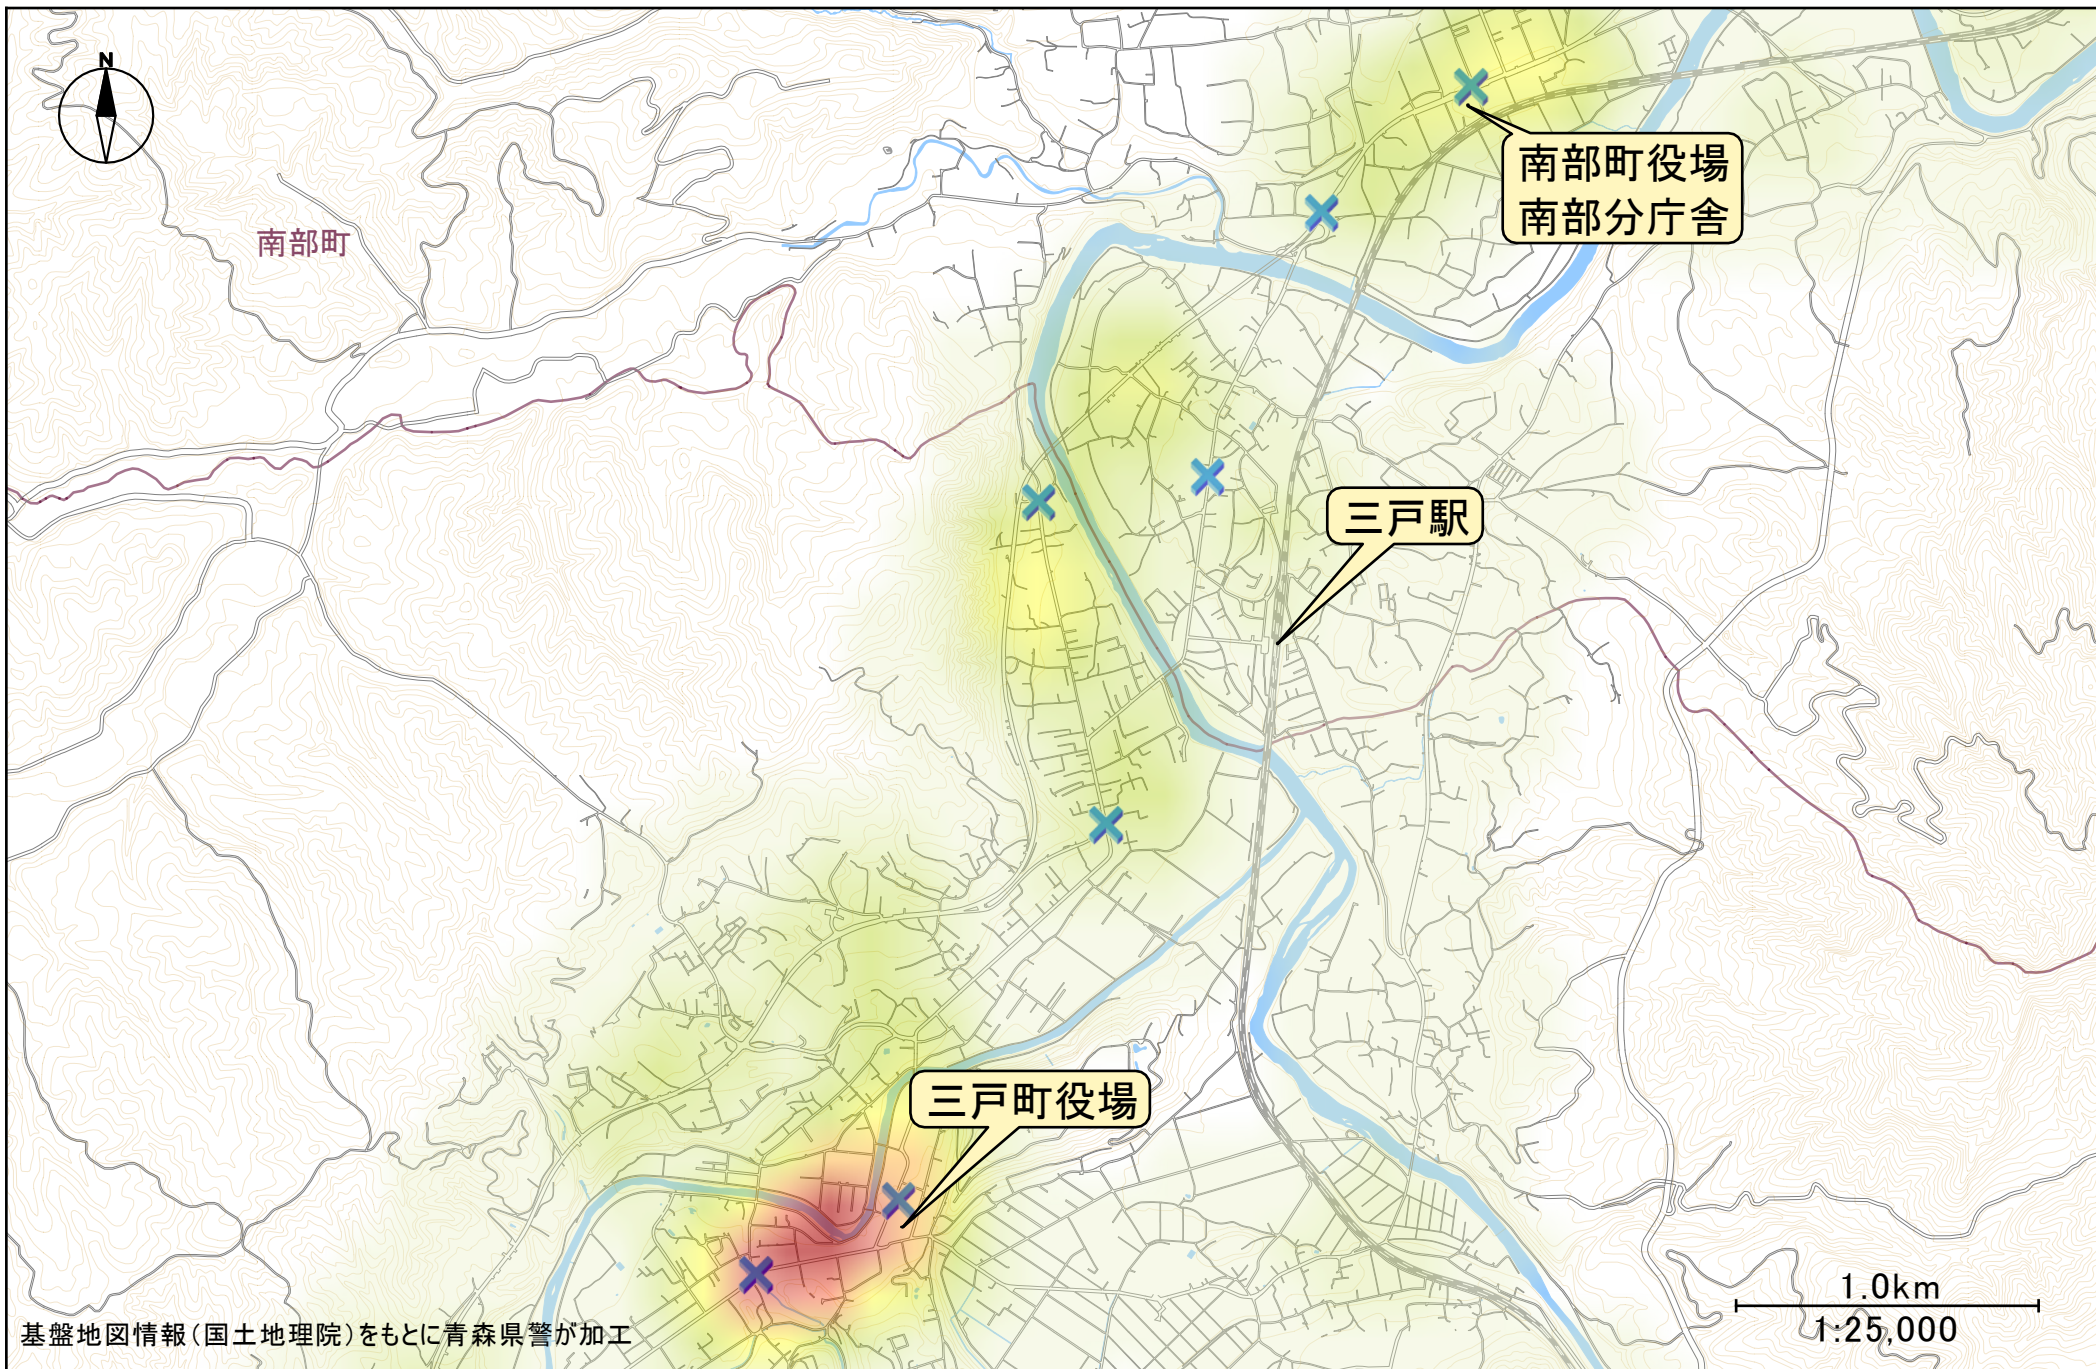 N
南部町役場
南部分庁舎
南部町
三戸駅
三戸町役場
1.0km
1:25,000
基盤地図情報(国土地理院)をもとに青森県警が加工